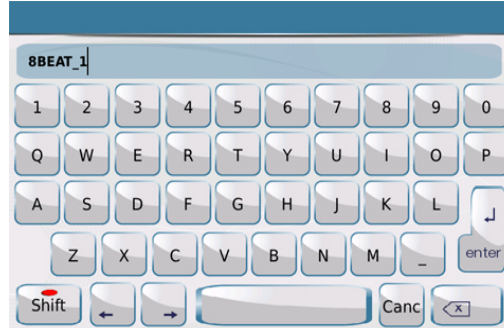 8BEAT_1
1 2 3 4 5 6 7 8 9 0
Q W E R T Y U I O P
A S D F G H J K L
enter
Z X C V B N M _
Shift ← → Canc x